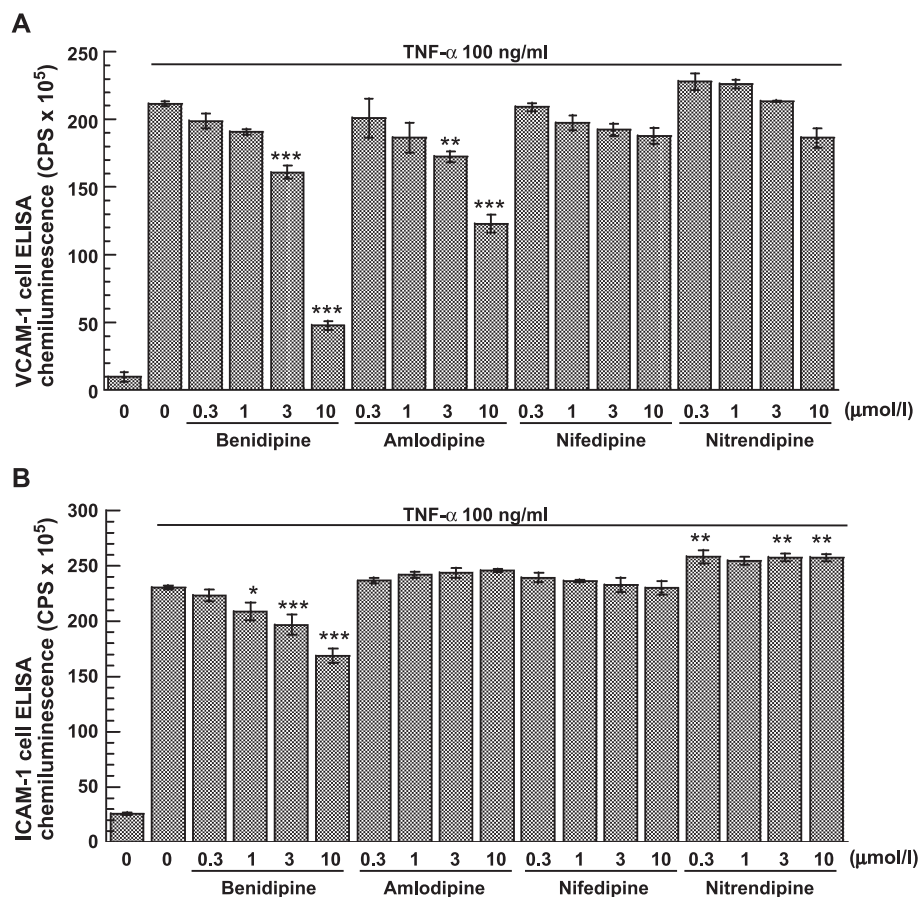 A
TNF-α 100 ng/ml
VCAM-1 cell ELISA
chemiluminescence (CPS x 10⁵)
250
200
150
100
50
0
***
***
**
***
0 0 0.3 1 3 10 0.3 1 3 10 0.3 1 3 10 0.3 1 3 10 (μmol/l)
Benidipine Amlodipine Nifedipine Nitrendipine
B
TNF-α 100 ng/ml
ICAM-1 cell ELISA
chemiluminescence (CPS x 10⁵)
300
250
200
150
100
50
0
*
***
***
** ** **
0 0 0.3 1 3 10 0.3 1 3 10 0.3 1 3 10 0.3 1 3 10 (μmol/l)
Benidipine Amlodipine Nifedipine Nitrendipine